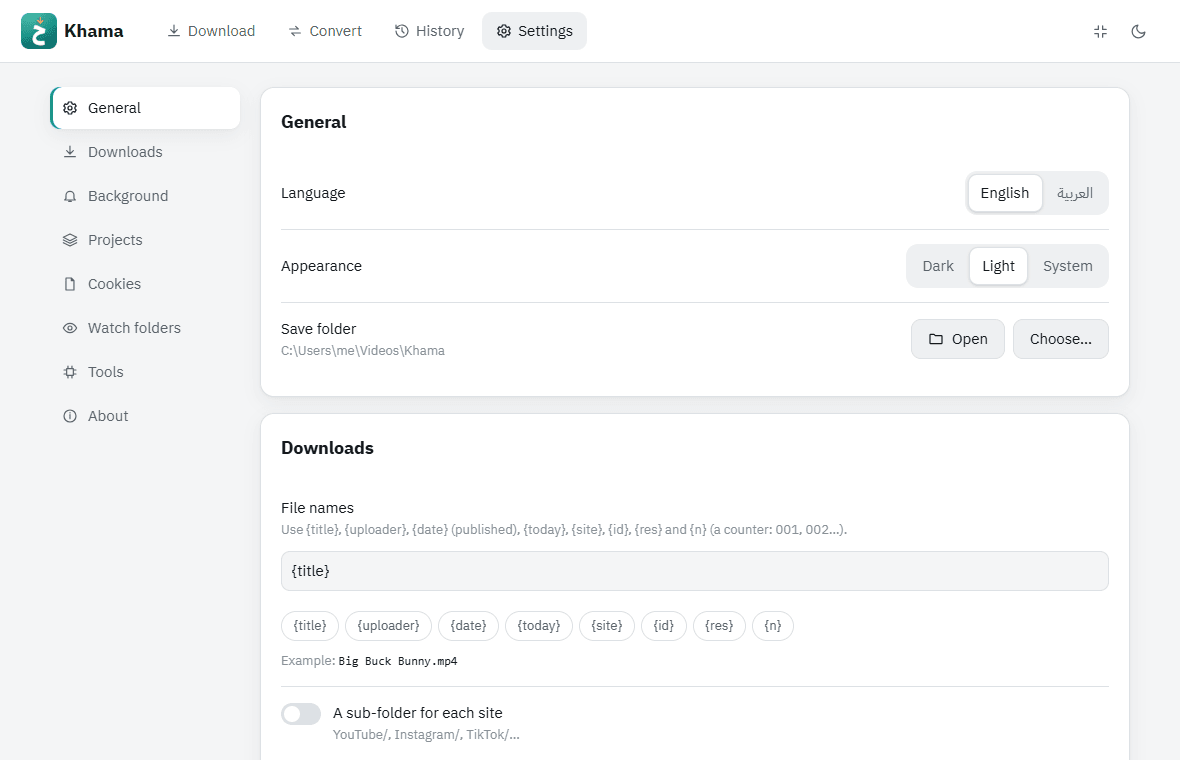 Khama
Download
Convert
History
Settings
General
Downloads
Background
Projects
Cookies
Watch folders
Tools
About
General
Language
English
العربية
Appearance
Dark
Light
System
Save folder
C:\Users\me\Videos\Khama
Open
Choose...
Downloads
File names
Use {title}, {uploader}, {date} (published), {today}, {site}, {id}, {res} and {n} (a counter: 001, 002...).
{title}
{title} {uploader} {date} {today} {site} {id} {res} {n}
Example: Big Buck Bunny.mp4
A sub-folder for each site
YouTube/, Instagram/, TikTok/...